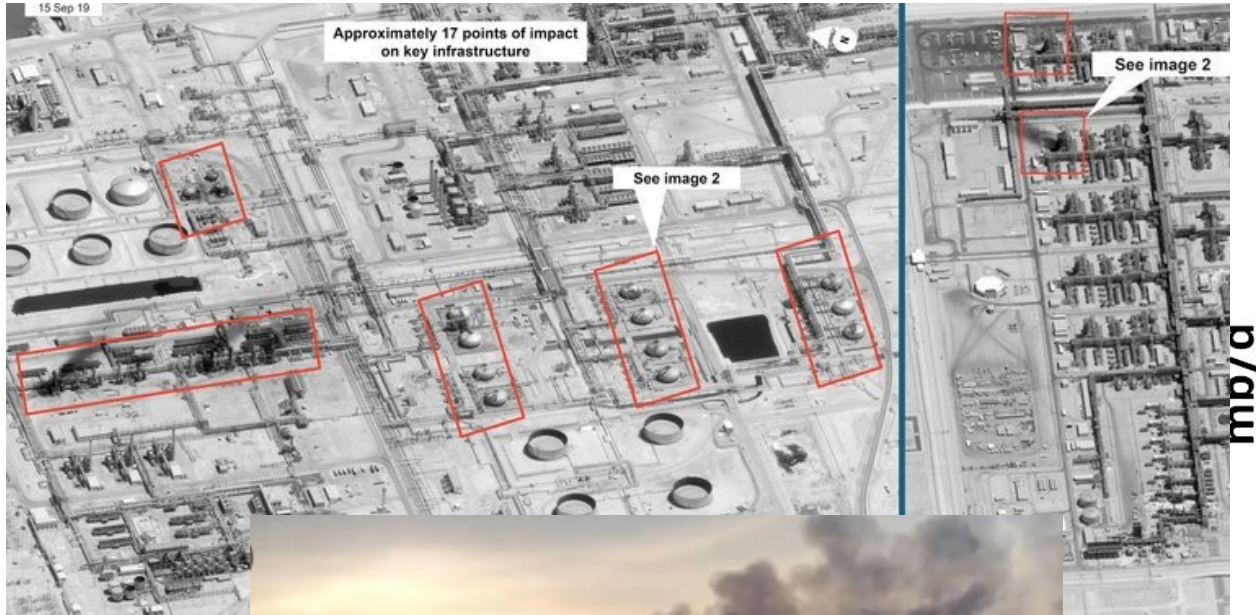 15 Sep 19
Approximately 17 points of impact
on key infrastructure
N
See image 2
See image 2
mb/d